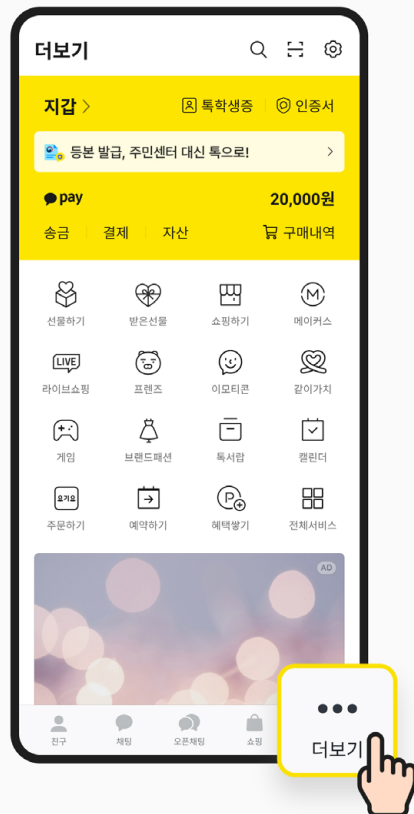 더보기
지갑 톡학생증 인증서
등본 발급, 주민센터 대신 톡으로!
pay 20,000원
송금 결제 자산 구매내역
선물하기 받은선물 쇼핑하기 메이커스
LIVE
라이브쇼핑 프렌즈 이모티콘 같이가치
게임 브랜드패션 톡서랍 캘린더
요기요
주문하기 예약하기 혜택쌓기 전체서비스
AD
친구 채팅 오픈채팅 쇼핑 더보기